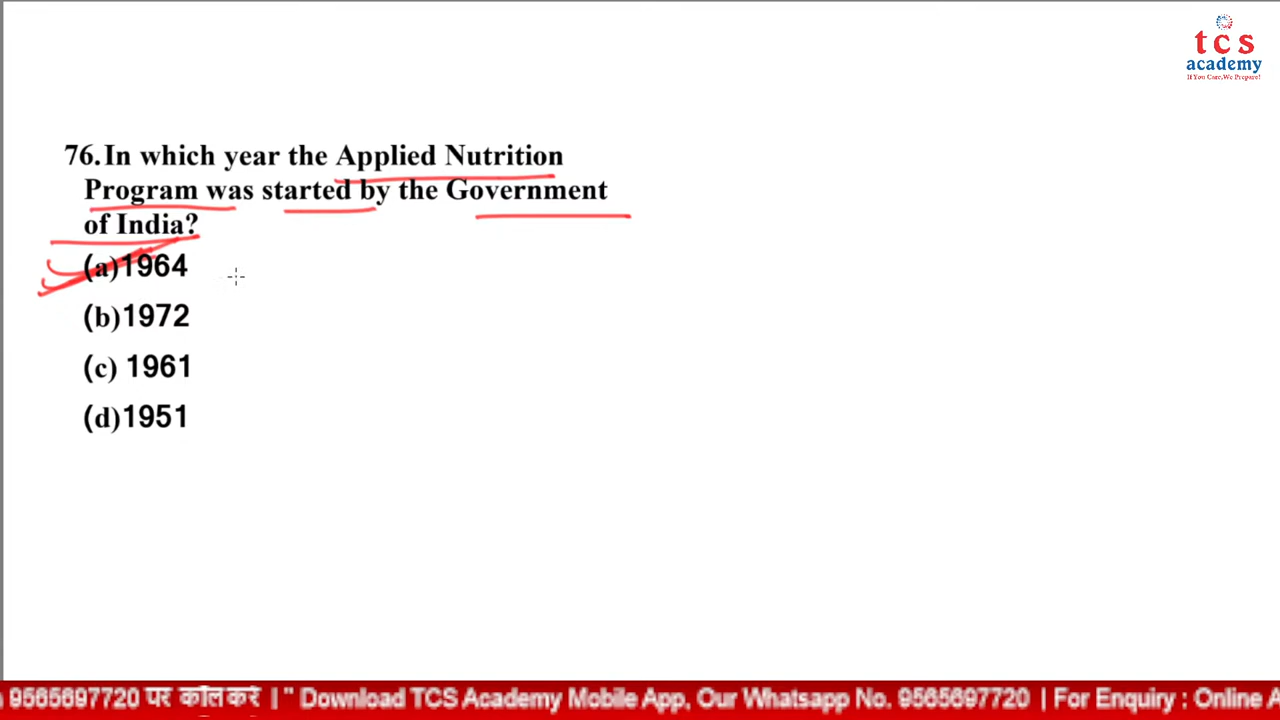 tcs
academy
If You Care,We Prepare!
76.In which year the Applied Nutrition
Program was started by the Government
of India?
(a)1964
(b)1972
(c) 1961
(d)1951
9565697720 पर कॉल करें | " Download TCS Academy Mobile App, Our Whatsapp No. 9565697720 | For Enquiry : Online